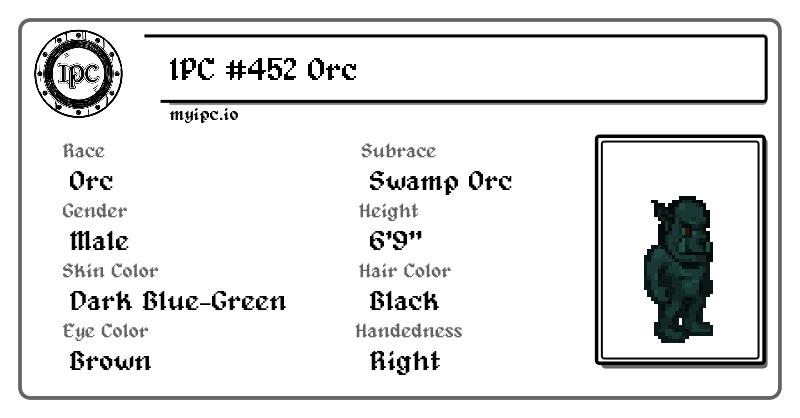 IPC
IPC #452 Orc
myipc.io
Race
Orc
Subrace
Swamp Orc
Gender
Male
Height
6'9"
Skin Color
Dark Blue-Green
Hair Color
Black
Eye Color
Brown
Handedness
Right